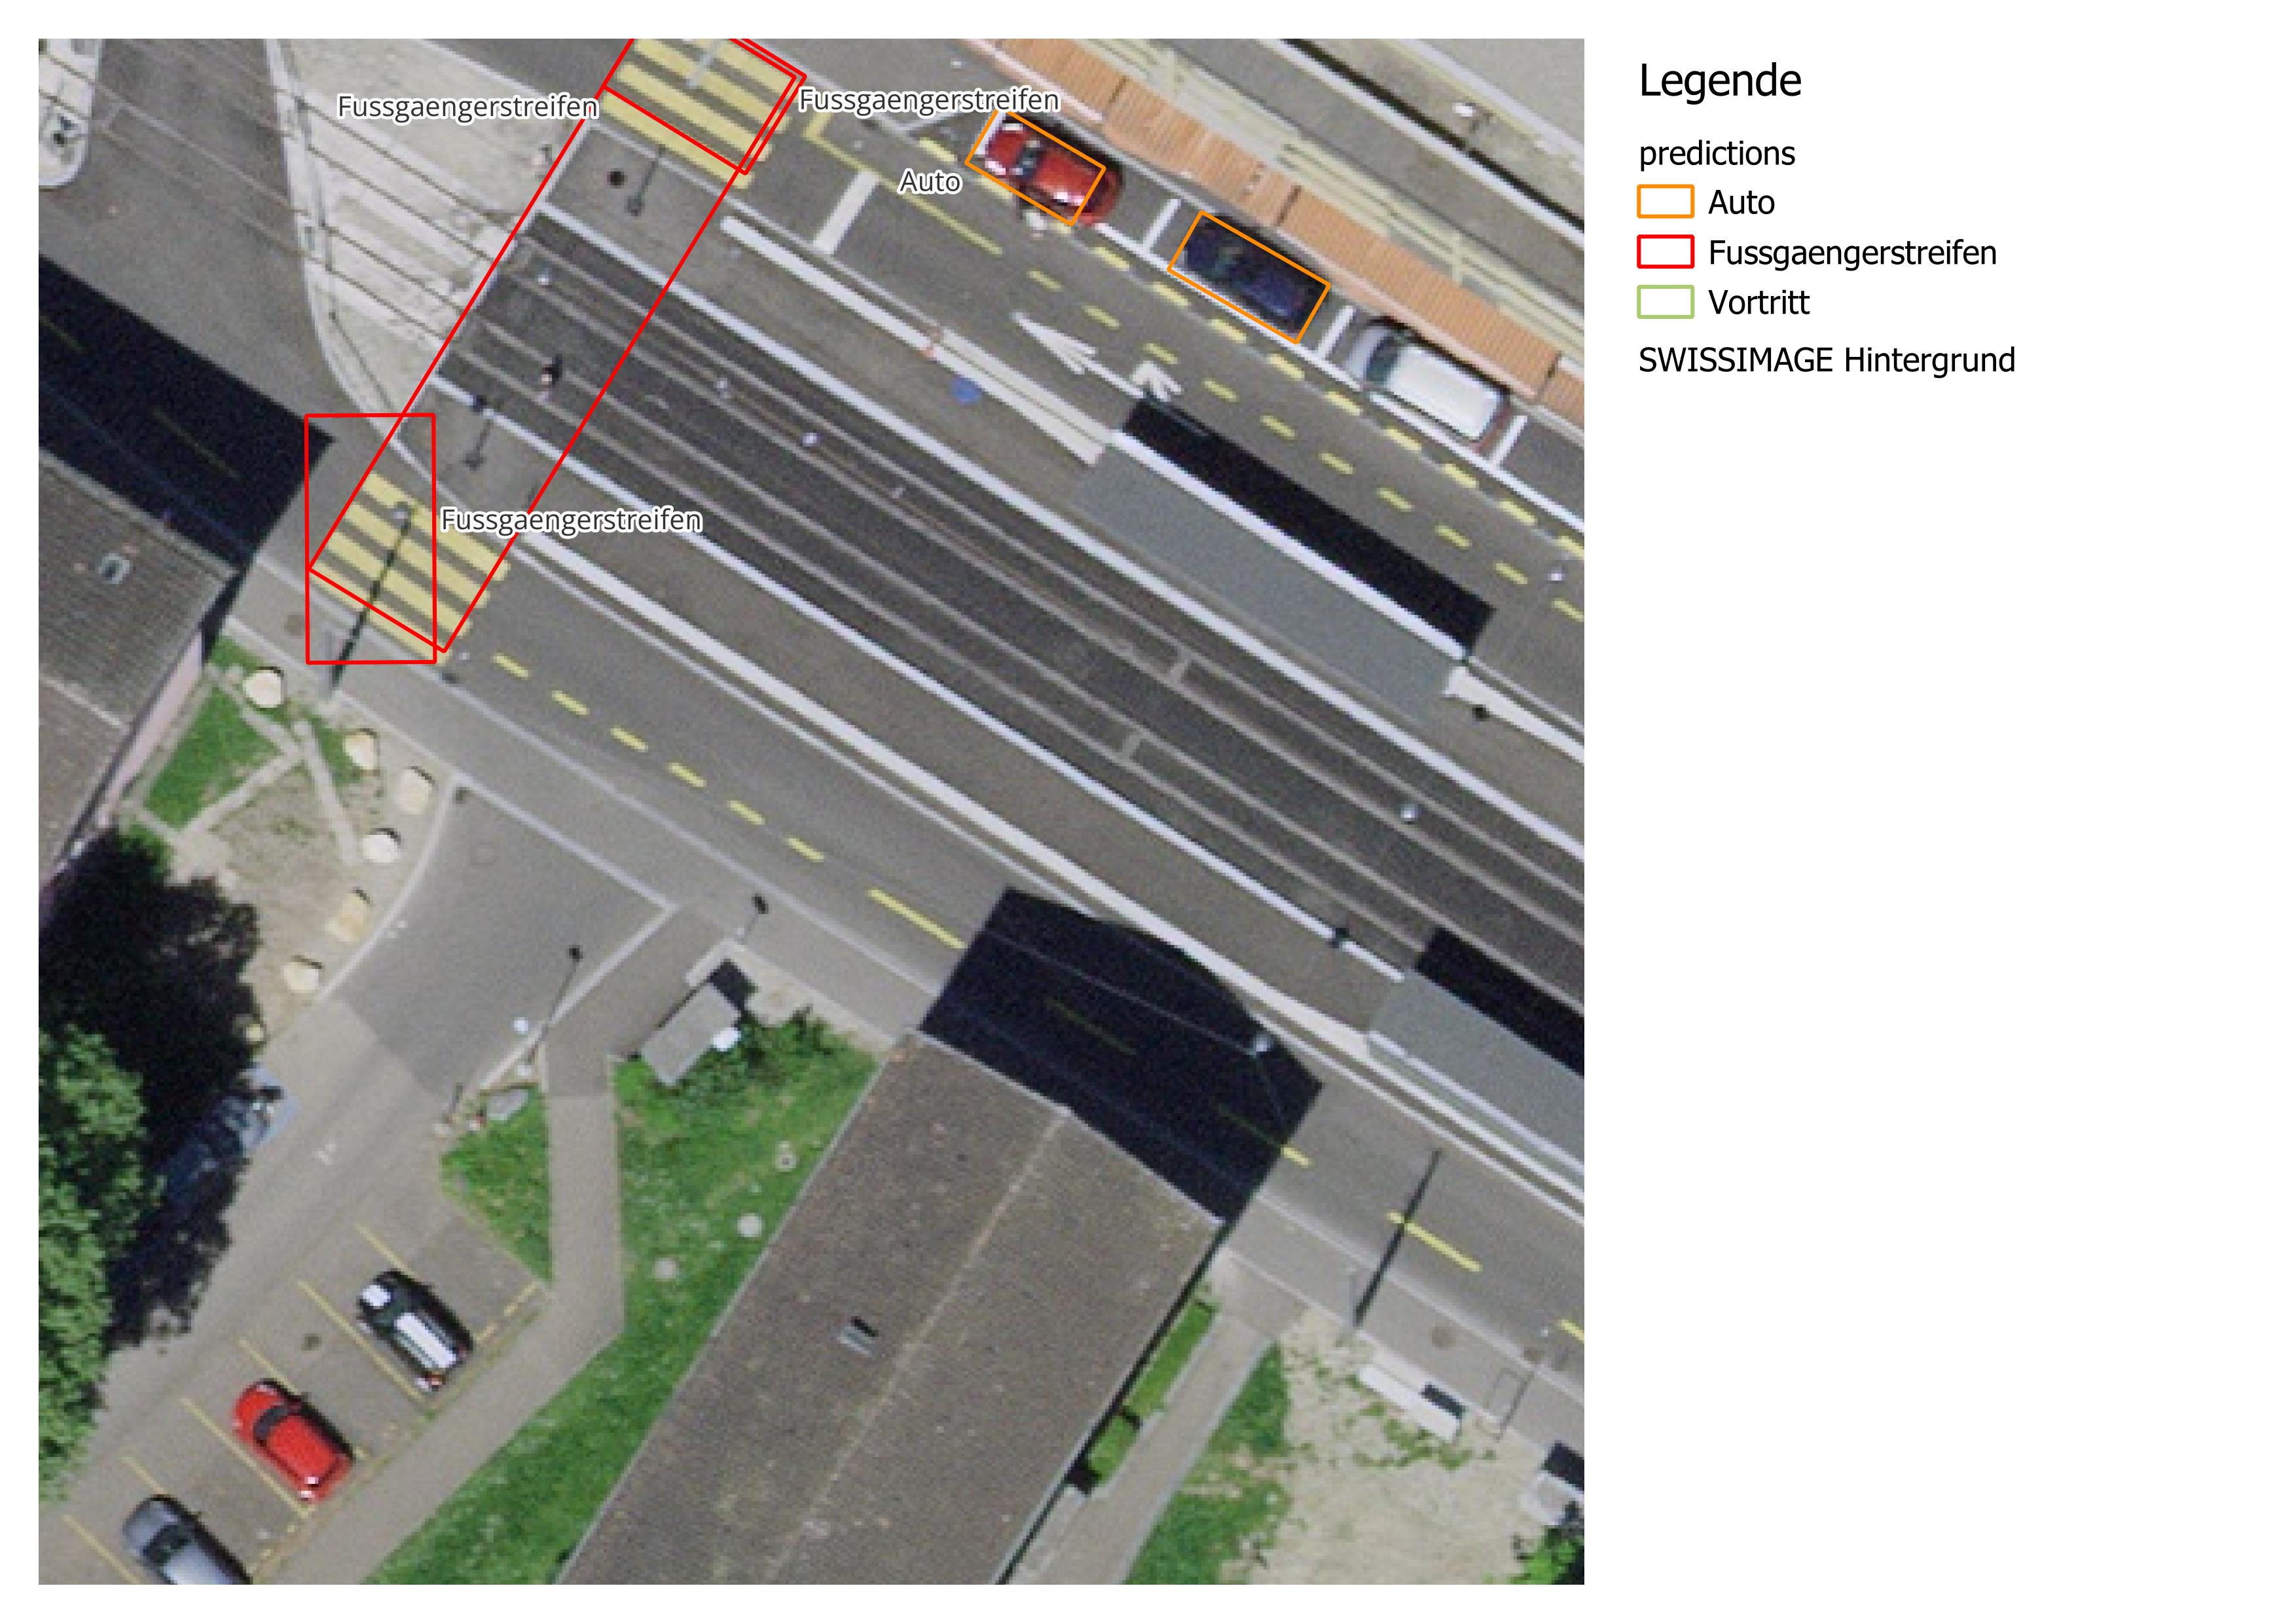 Fussgaengerstreifen
Fussgaengerstreifen
Auto
Fussgaengerstreifen
Legende
predictions
Auto
Fussgaengerstreifen
Vortritt
SWISSIMAGE Hintergrund